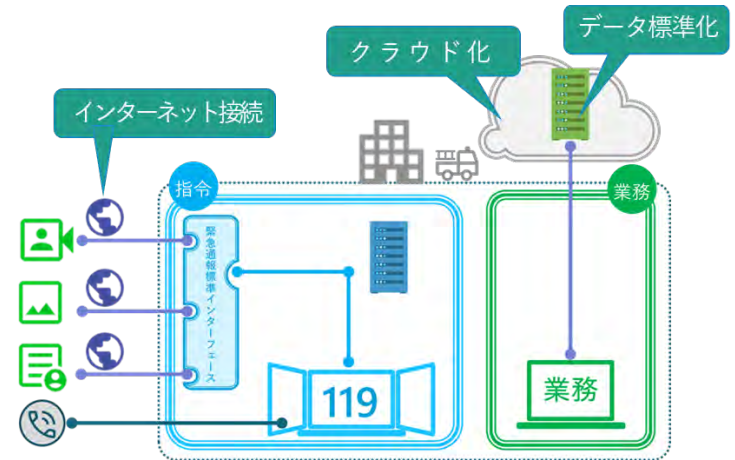 データ標準化
クラウド化
インターネット接続
指令
業務
緊急通報標準インターフェース
119
業務